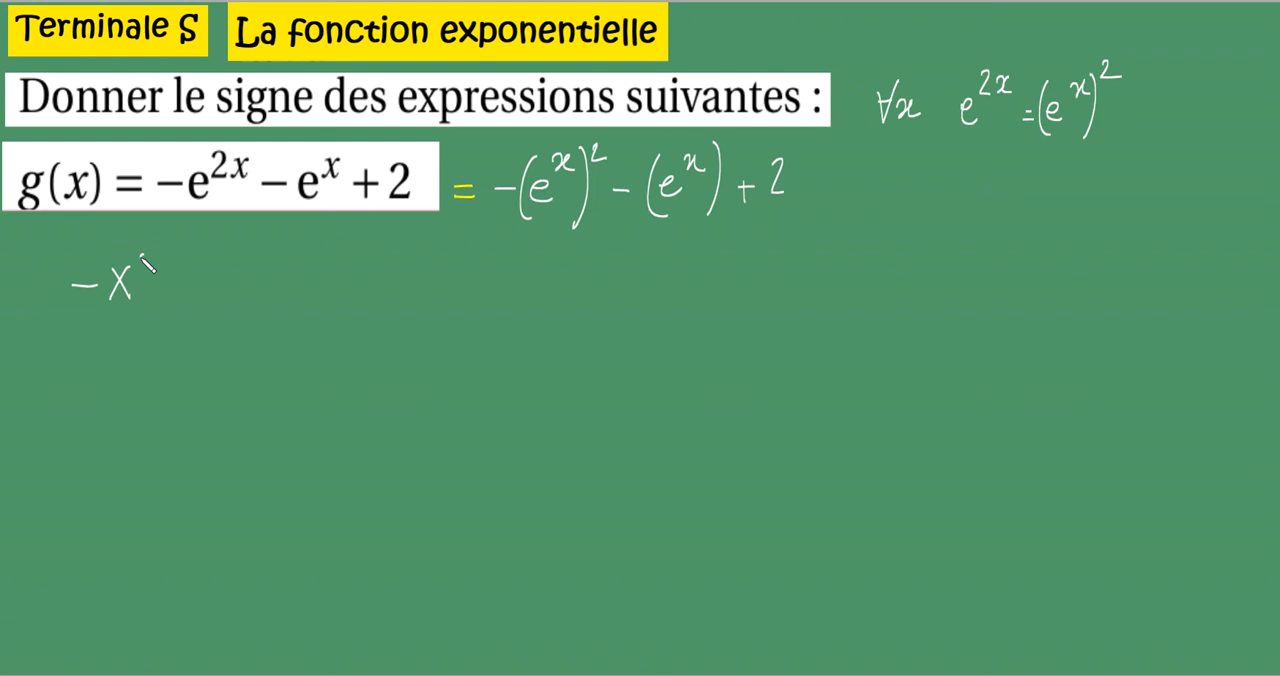 Terminale S La fonction exponentielle
Donner le signe des expressions suivantes : ∀x e^{2x} = (e^x)^2
g(x) = −e^{2x} − e^x + 2 = −(e^x)^2 − (e^x) + 2
− X